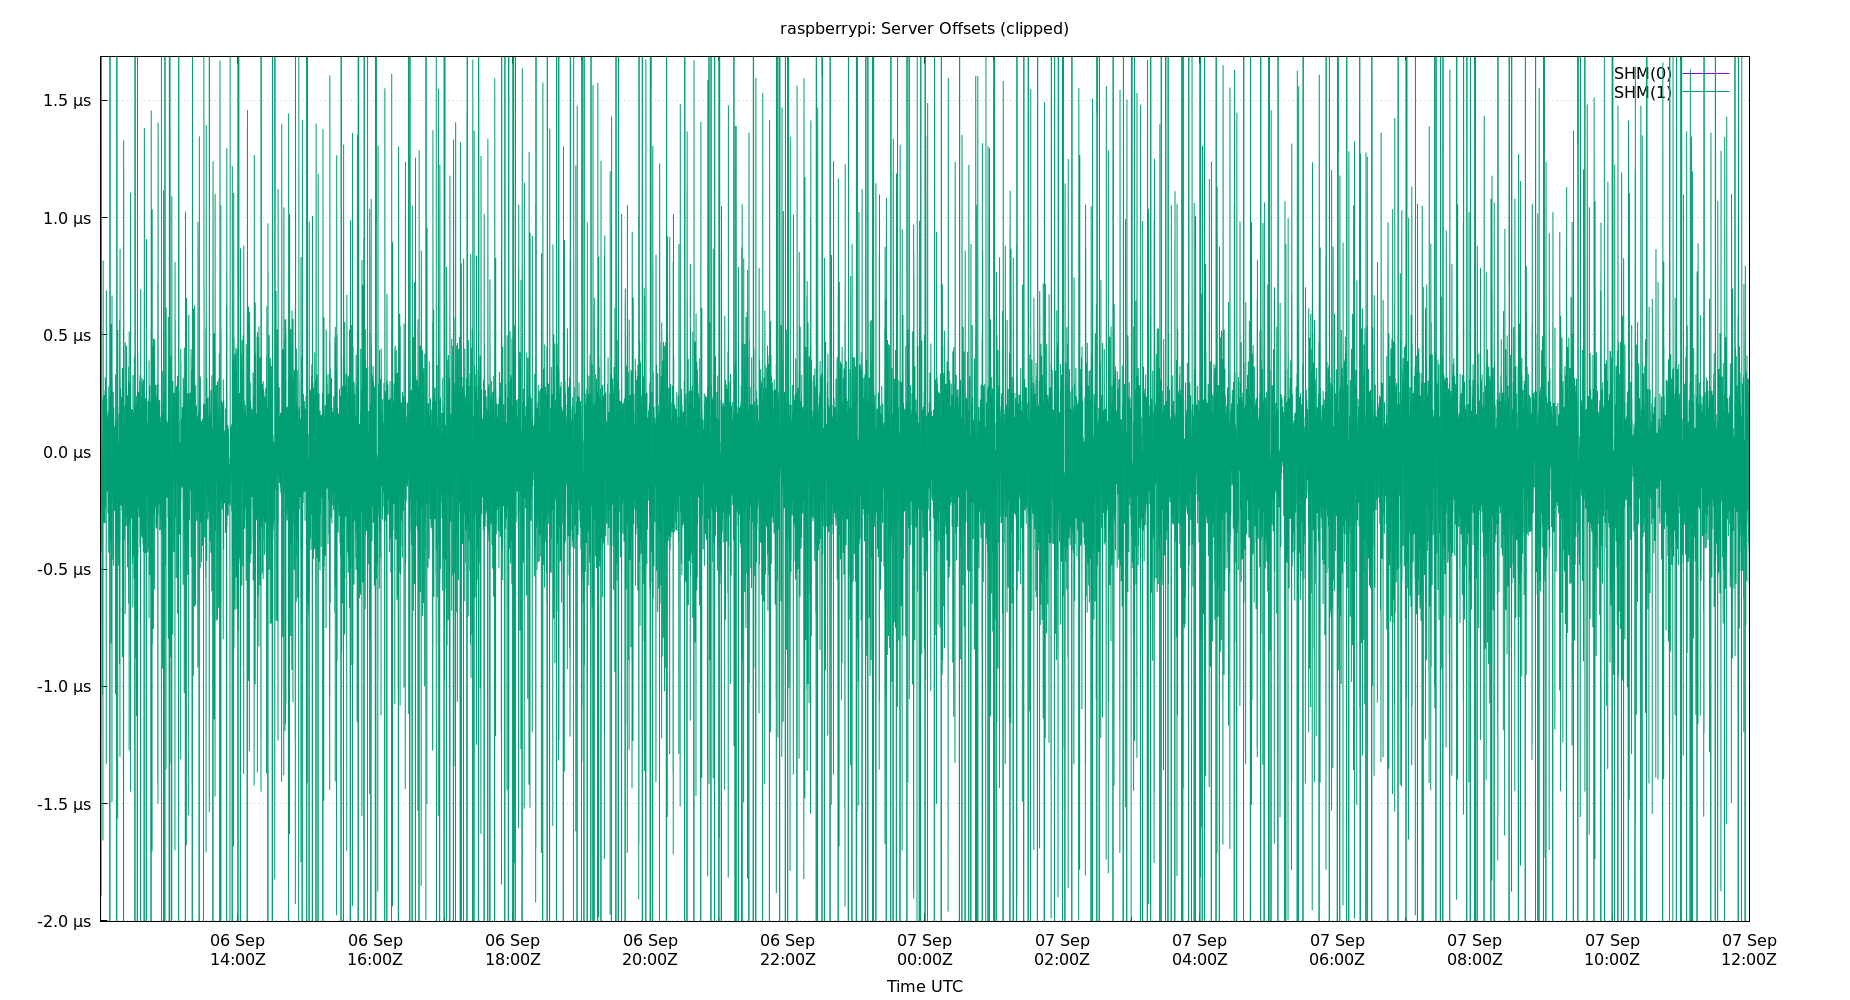 raspberrypi: Server Offsets (clipped)
SHM(0)
SHM(1)
1.5 µs
1.0 µs
0.5 µs
0.0 µs
-0.5 µs
-1.0 µs
-1.5 µs
-2.0 µs
06 Sep 06 Sep 06 Sep 06 Sep 06 Sep 07 Sep 07 Sep 07 Sep 07 Sep 07 Sep 07 Sep 07 Sep
14:00Z 16:00Z 18:00Z 20:00Z 22:00Z 00:00Z 02:00Z 04:00Z 06:00Z 08:00Z 10:00Z 12:00Z
Time UTC